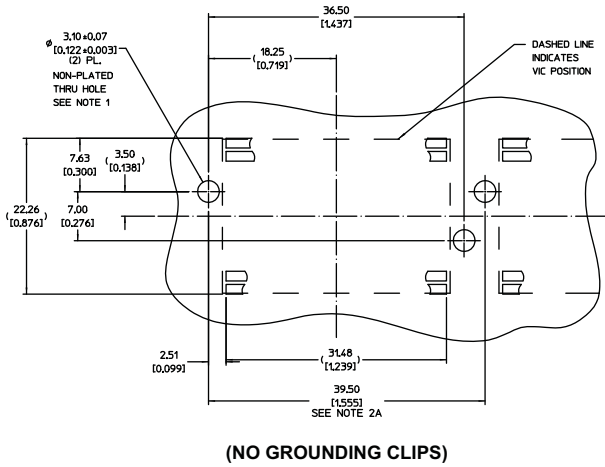 36.50
[1.437]
ø 3.10±0.07
[0.122±0.003]
(2) PL.
NON-PLATED
THRU HOLE
SEE NOTE 1
(18.25
[0.719])
DASHED LINE
INDICATES
VIC POSITION
7.63
[0.300]
(3.50
[0.138])
(22.26
[0.876])
7.00
[0.276]
2.51
[0.099]
(31.48
[1.239])
39.50
[1.555]
SEE NOTE 2A
(NO GROUNDING CLIPS)